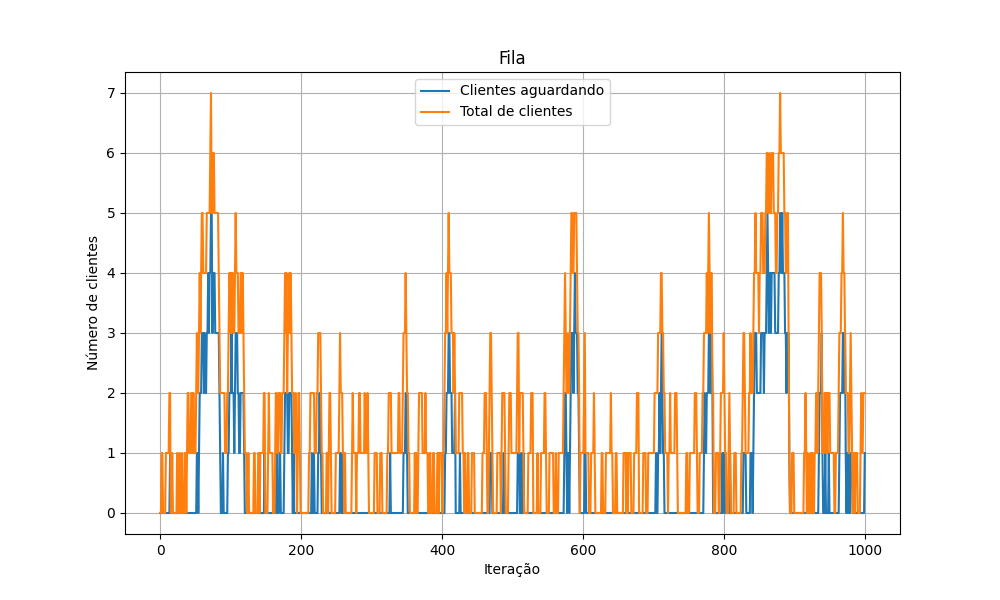 Fila
Clientes aguardando
Total de clientes
Número de clientes
7
6
5
4
3
2
1
0
0 200 400 600 800 1000
Iteração